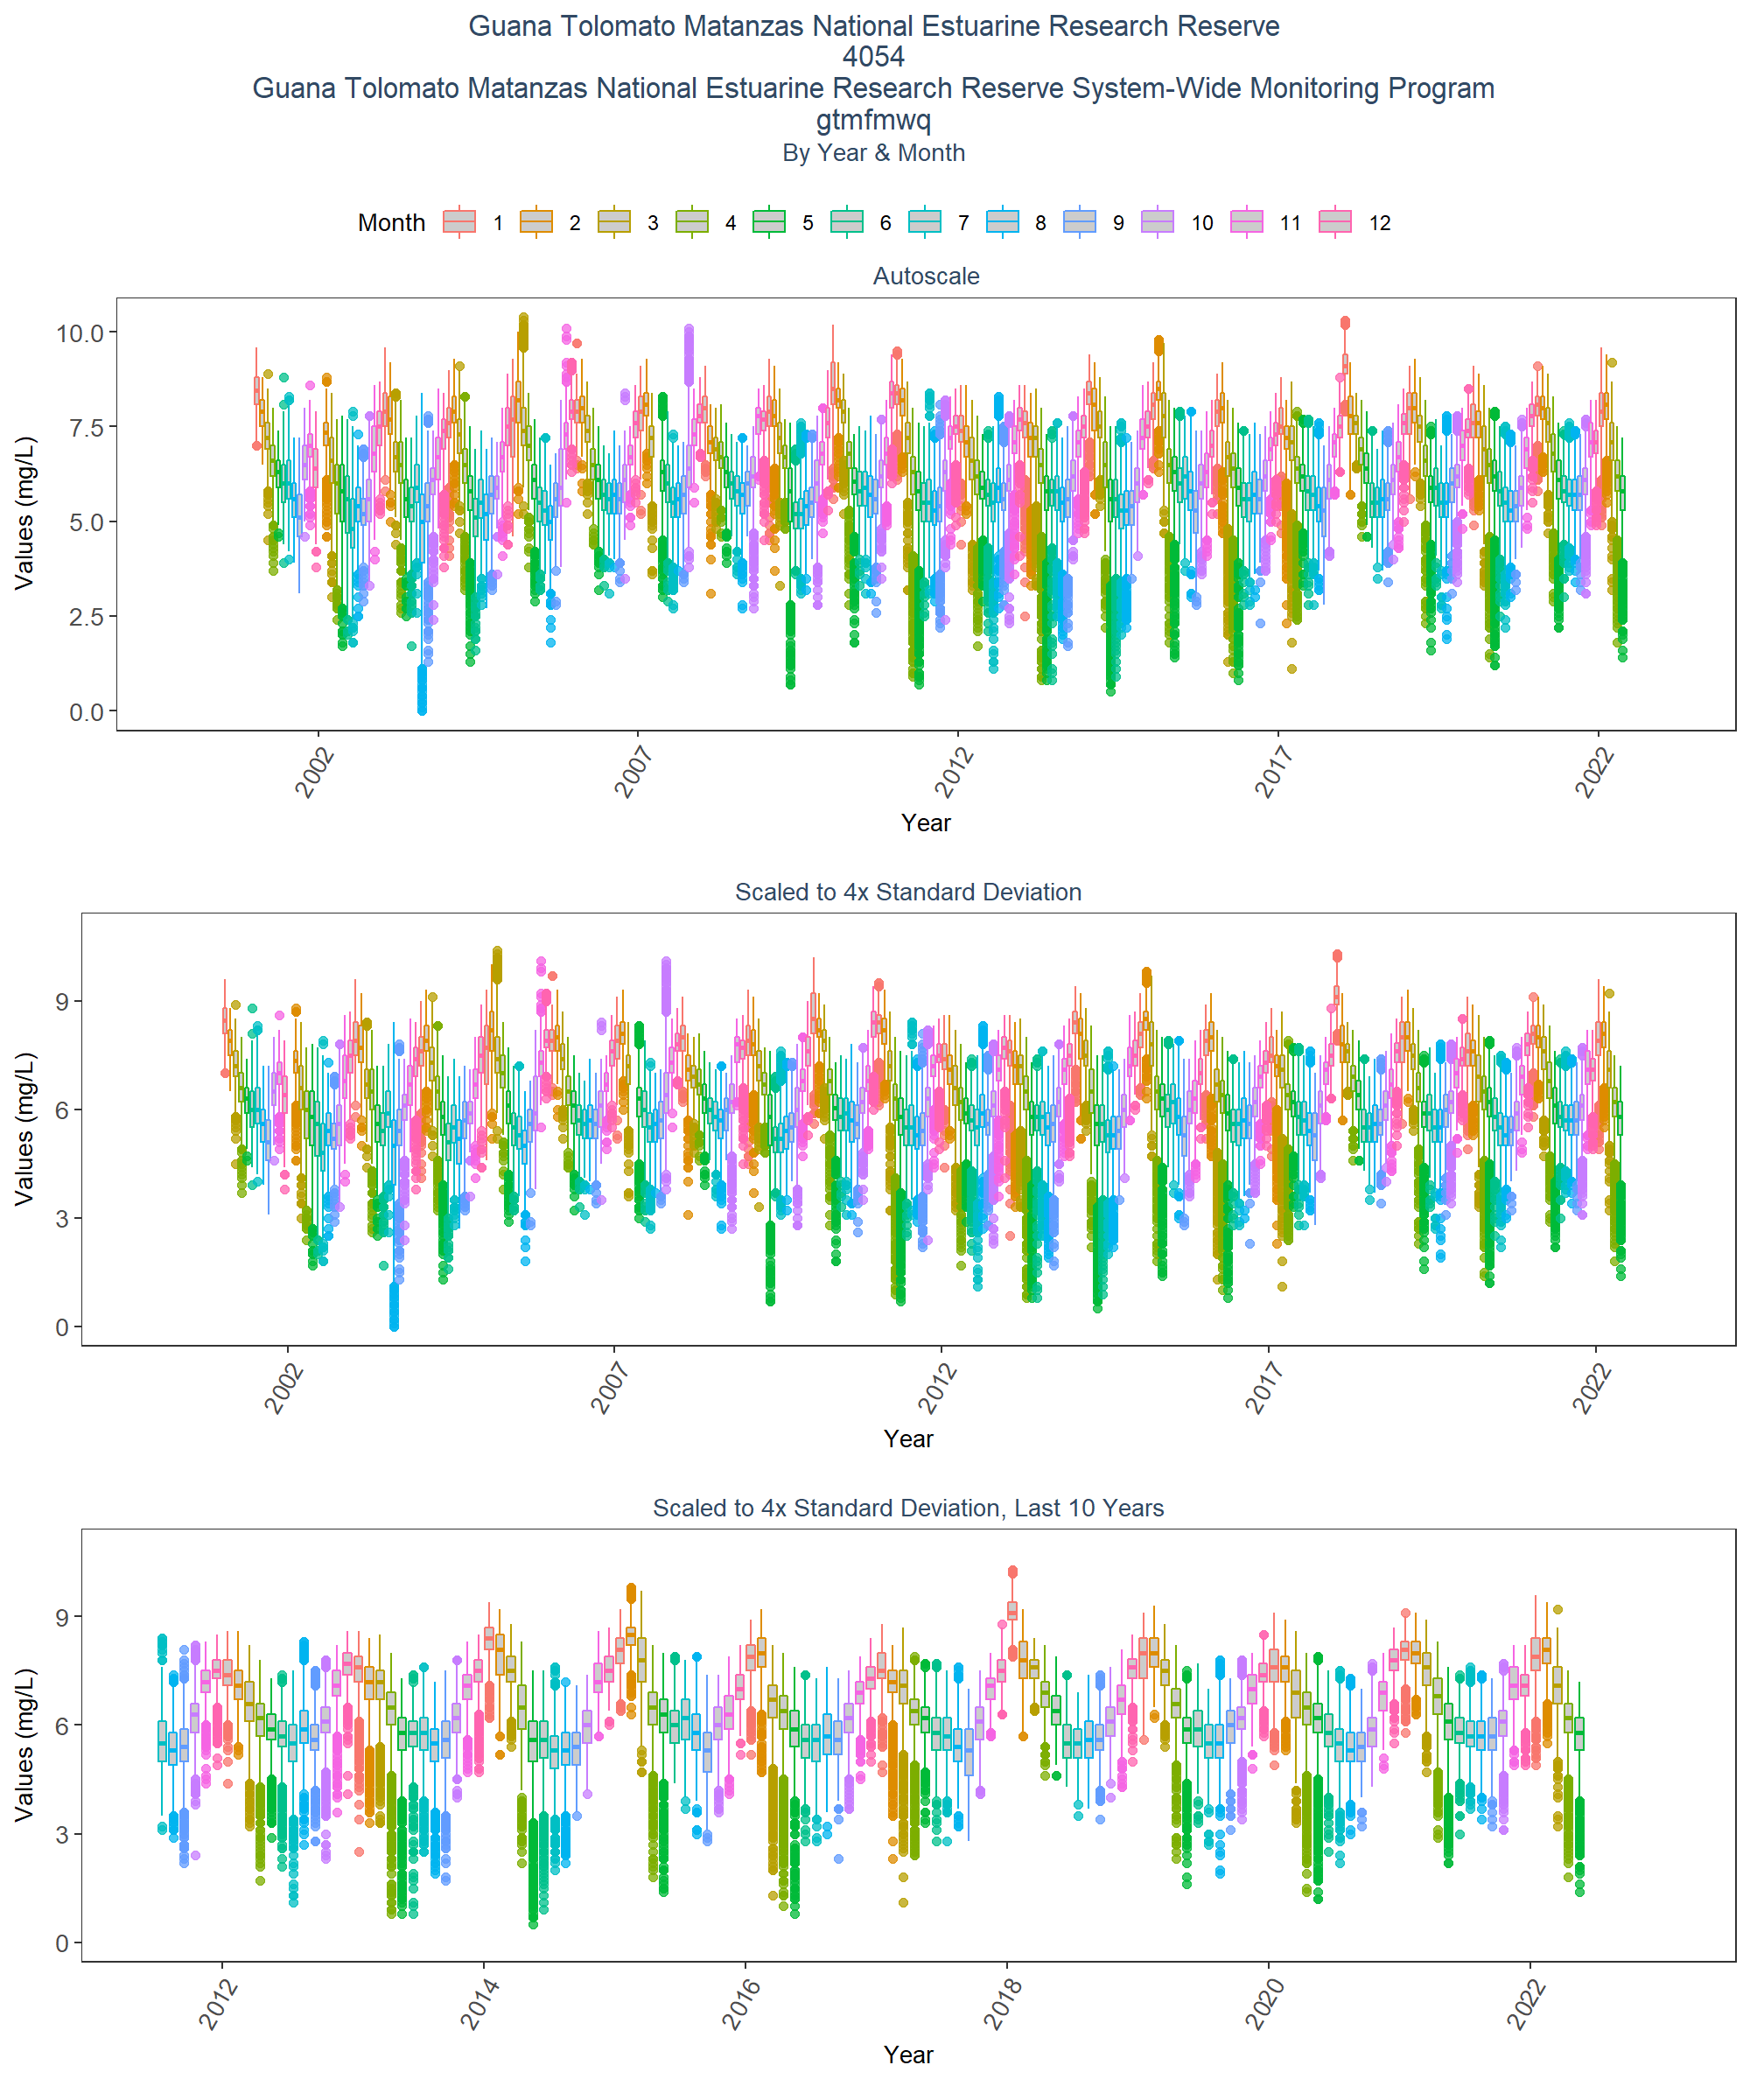 Guana Tolomato Matanzas National Estuarine Research Reserve
4054
Guana Tolomato Matanzas National Estuarine Research Reserve System-Wide Monitoring Program
gtmfmwq
By Year & Month
Month 1 2 3 4 5 6 7 8 9 10 11 12
Autoscale
Values (mg/L)
10.0
7.5
5.0
2.5
0.0
2002 2007 2012 2017 2022
Year
Scaled to 4x Standard Deviation
Values (mg/L)
9
6
3
0
2002 2007 2012 2017 2022
Year
Scaled to 4x Standard Deviation, Last 10 Years
Values (mg/L)
9
6
3
0
2012 2014 2016 2018 2020 2022
Year